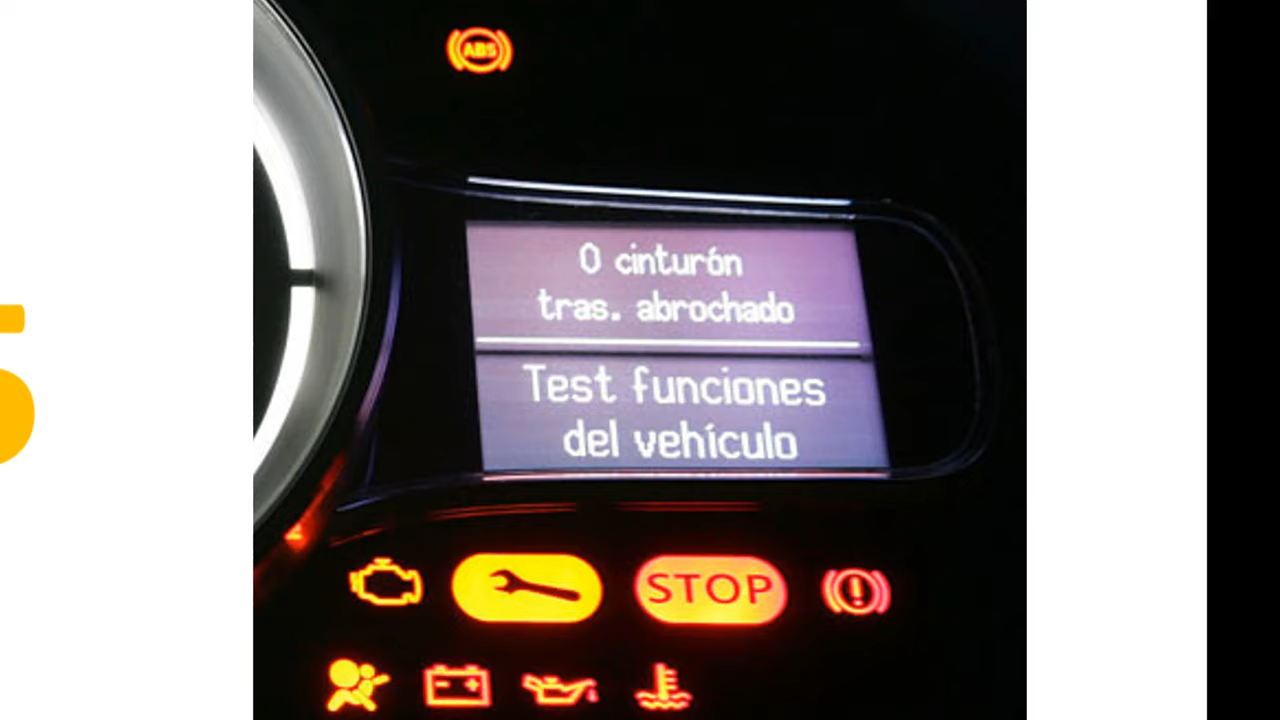 ABS
0 cinturón
tras. abrochado
Test funciones
del vehículo
STOP